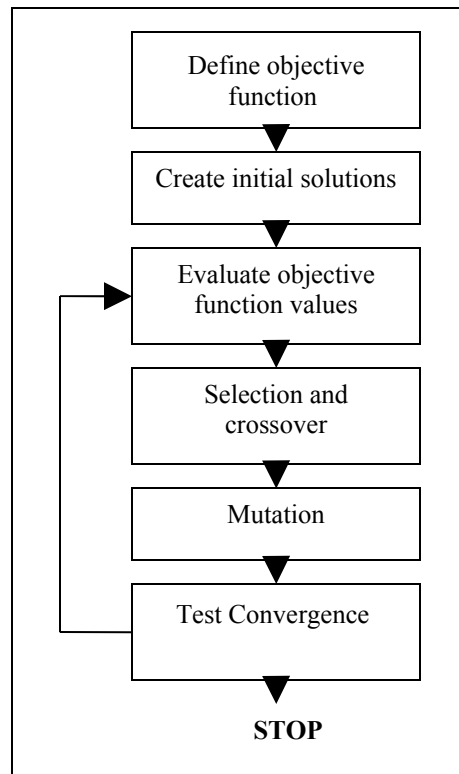 Define objective
function
Create initial solutions
Evaluate objective
function values
Selection and
crossover
Mutation
Test Convergence
STOP